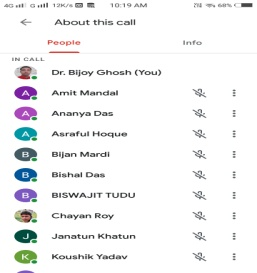 4G G 12K/s 10:19 AM 68%
About this call
People Info
IN CALL
Dr. Bijoy Ghosh (You)
A Amit Mandal
A Ananya Das
A Asraful Hoque
B Bijan Mardi
B Bishal Das
B BISWAJIT TUDU
Chayan Roy
J Janatun Khatun
K Koushik Yadav